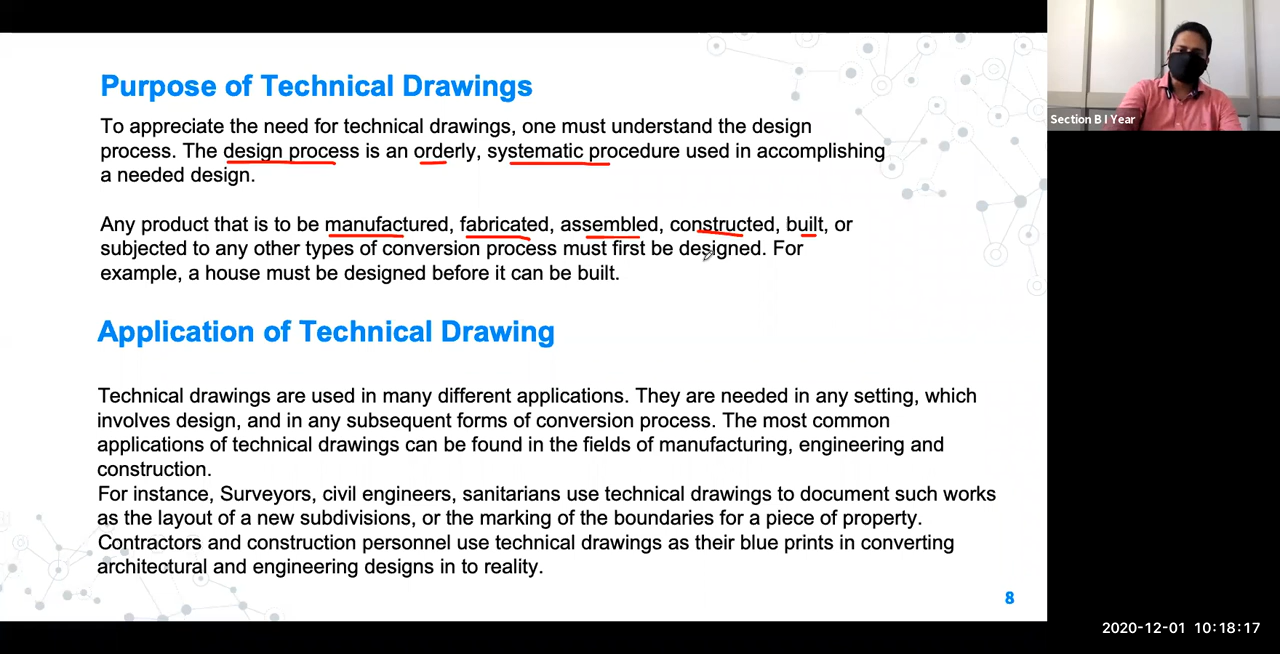 Purpose of Technical Drawings
To appreciate the need for technical drawings, one must understand the design
process. The design process is an orderly, systematic procedure used in accomplishing
a needed design.
Any product that is to be manufactured, fabricated, assembled, constructed, built, or
subjected to any other types of conversion process must first be designed. For
example, a house must be designed before it can be built.
Application of Technical Drawing
Technical drawings are used in many different applications. They are needed in any setting, which
involves design, and in any subsequent forms of conversion process. The most common
applications of technical drawings can be found in the fields of manufacturing, engineering and
construction.
For instance, Surveyors, civil engineers, sanitarians use technical drawings to document such works
as the layout of a new subdivisions, or the marking of the boundaries for a piece of property.
Contractors and construction personnel use technical drawings as their blue prints in converting
architectural and engineering designs in to reality.
8
Section B I Year
2020-12-01 10:18:17